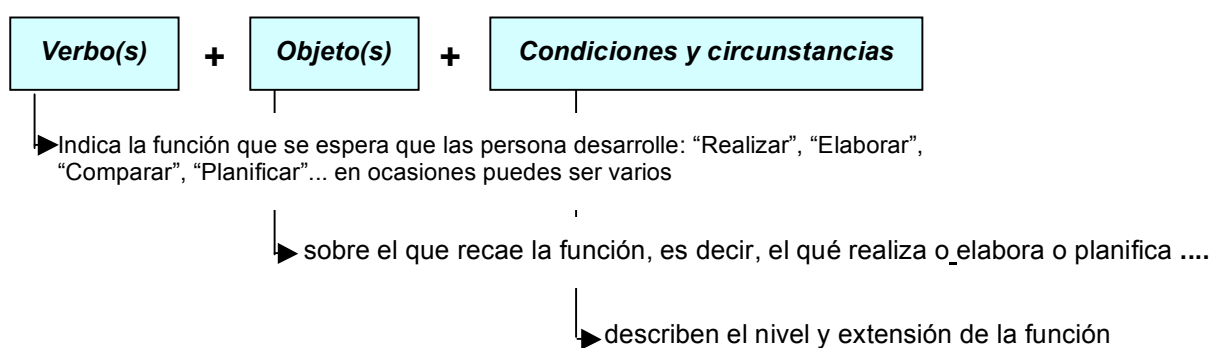 Verbo(s) + Objeto(s) + Condiciones y circunstancias
Indica la función que se espera que las persona desarrolle: “Realizar”, “Elaborar”,
“Comparar”, “Planificar”... en ocasiones puedes ser varios
sobre el que recae la función, es decir, el qué realiza o elabora o planifica ....
describen el nivel y extensión de la función